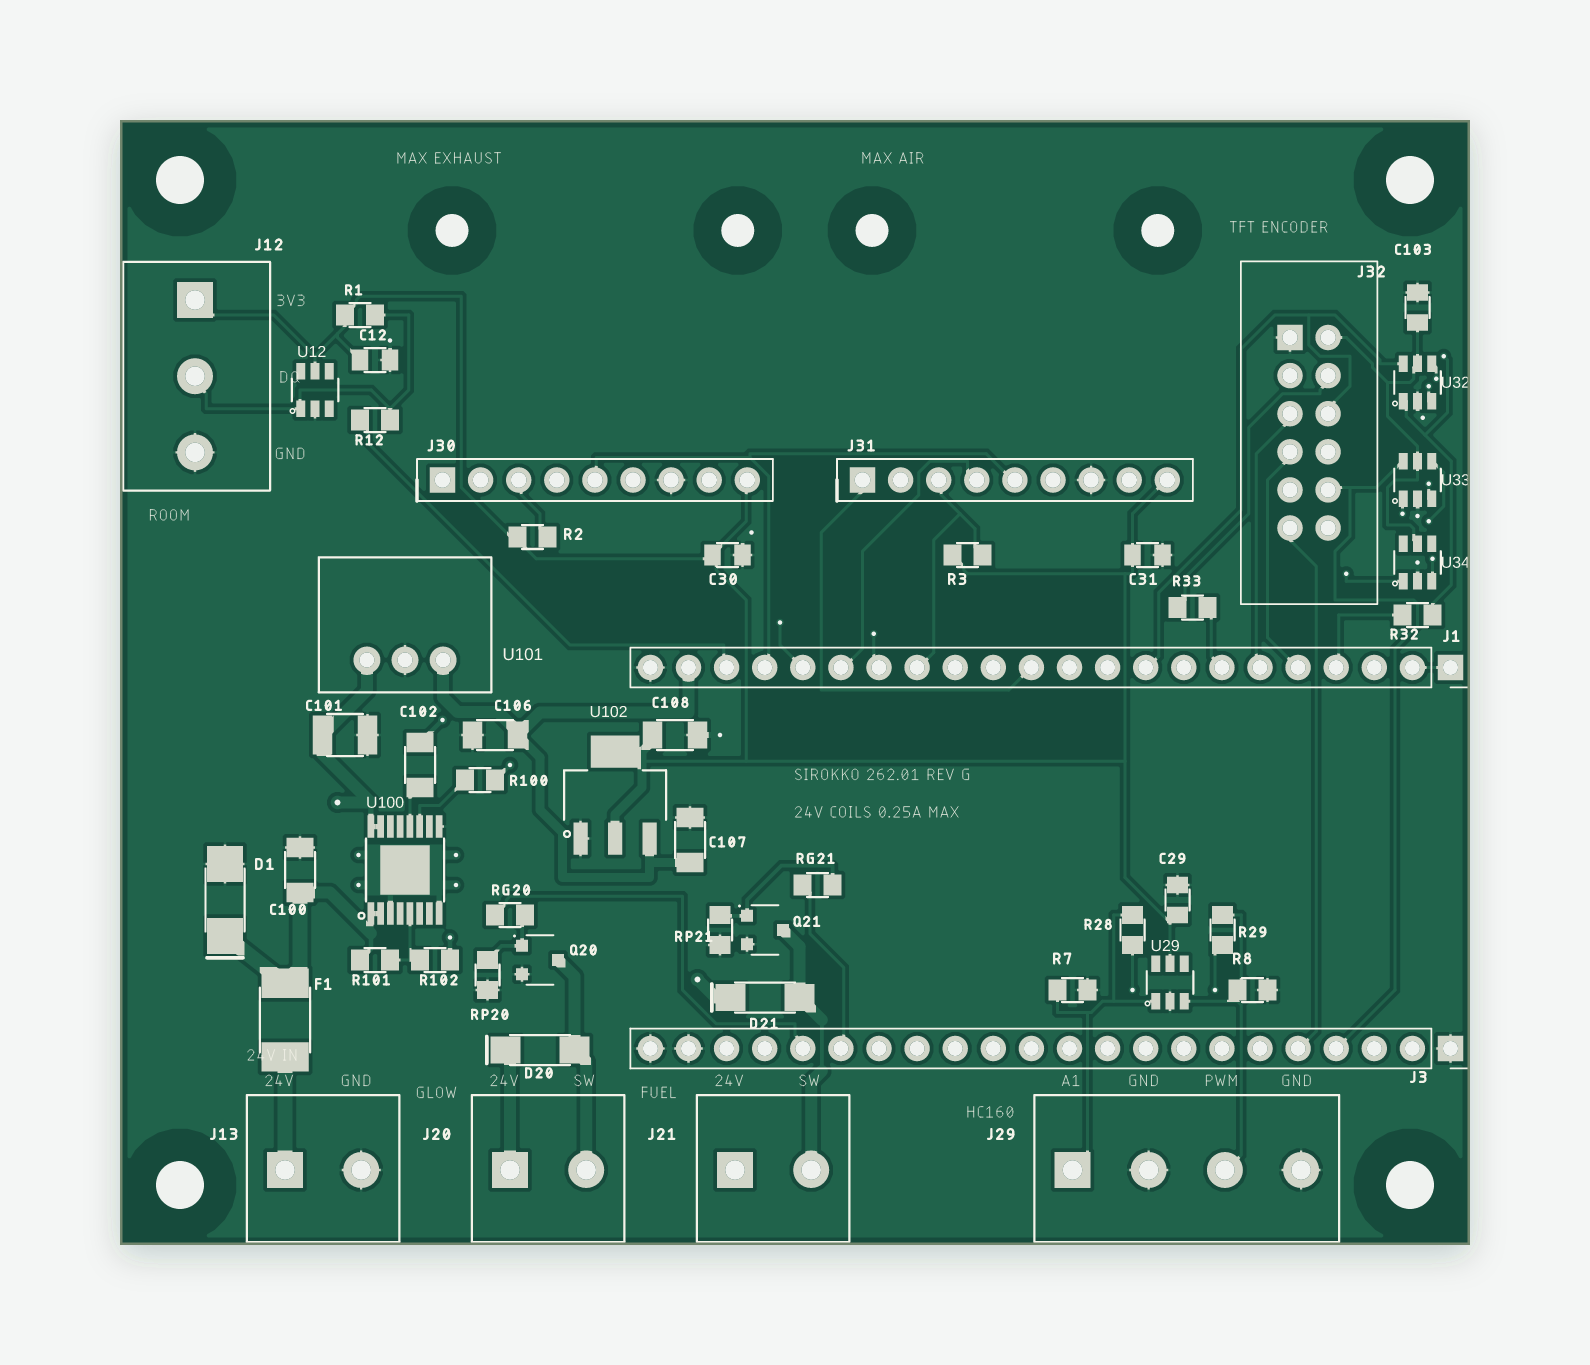 MAX EXHAUST
MAX AIR
TFT ENCODER
J12
C103
J32
3V3
R1
C12
U12
DQ
U32
R12
J30
J31
GND
U33
ROOM
R2
U34
C30
R3
C31
R33
R32
J1
U101
C101
C102
C106
U102
C108
SIROKKO 262.01 REV G
R100
U100
24V COILS 0.25A MAX
C107
D1
RG21
C29
C100
RG20
Q21
R28
R29
RP21
U29
Q20
R7
R8
F1
R101
R102
RP20
D21
24V IN
D20
24V
GND
24V
SW
24V
SW
A1
GND
PWM
GND
J3
GLOW
FUEL
HC160
J13
J20
J21
J29